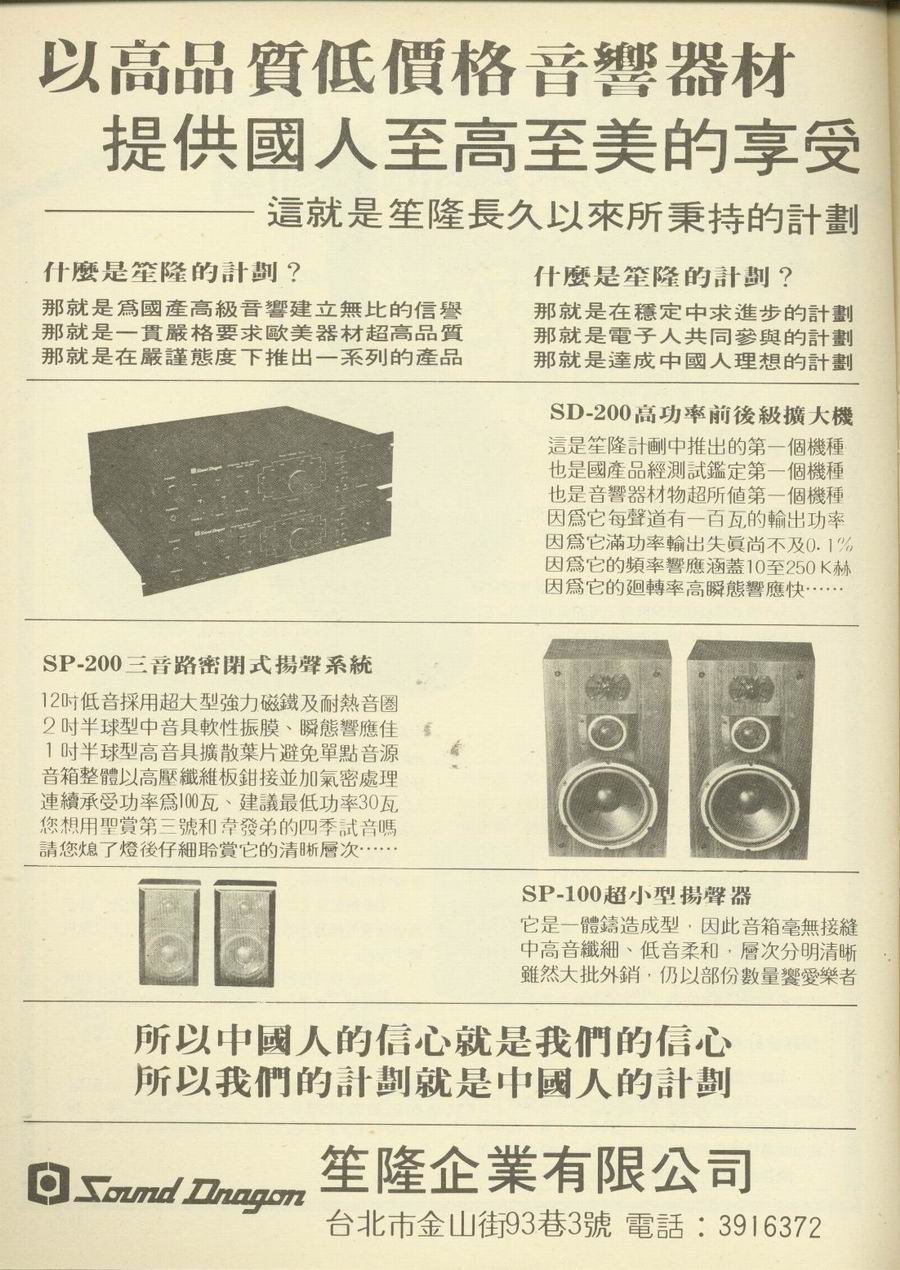 以高品質低價格音響器材
提供國人至高至美的享受
這就是笙隆長久以來所秉持的計劃
什麼是笙隆的計劃？
那就是爲國產高級音響建立無比的信譽
那就是一貫嚴格要求歐美器材超高品質
那就是在嚴謹態度下推出一系列的產品
什麼是笙隆的計劃？
那就是在穩定中求進步的計劃
那就是電子人共同參與的計劃
那就是達成中國人理想的計劃
SD-200高功率前後級擴大機
這是笙隆計劃中推出的第一個機種
也是國產品經測試鑑定第一個機種
也是音響器材物超所值第一個機種
因爲它每聲道有一百瓦的輸出功率
因爲它滿功率輸出失眞尚不及0.1%
因爲它的頻率響應涵蓋10至250K赫
因爲它的廻轉率高瞬態響應快……
Sound Dragon
Sound Dragon
SP-200三音路密閉式揚聲系統
12吋低音採用超大型強力磁鐵及耐熱音圈
2吋半球型中音具軟性振膜、瞬態響應佳
1吋半球型高音具擴散葉片避免單點音源
音箱整體以高壓纖維板鉗接並加氣密處理
連續承受功率爲100瓦、建議最低功率30瓦
您想用聖賞第三號和韋發弟的四季試音嗎
請您熄了燈後仔細聆賞它的清晰層次……
SP-100超小型揚聲器
它是一體鑄造成型，因此音箱毫無接縫
中高音纖細、低音柔和，層次分明清晰
雖然大批外銷，仍以部份數量饗愛樂者
所以中國人的信心就是我們的信心
所以我們的計劃就是中國人的計劃
Sound Dragon
笙隆企業有限公司
台北市金山街93巷3號 電話：3916372